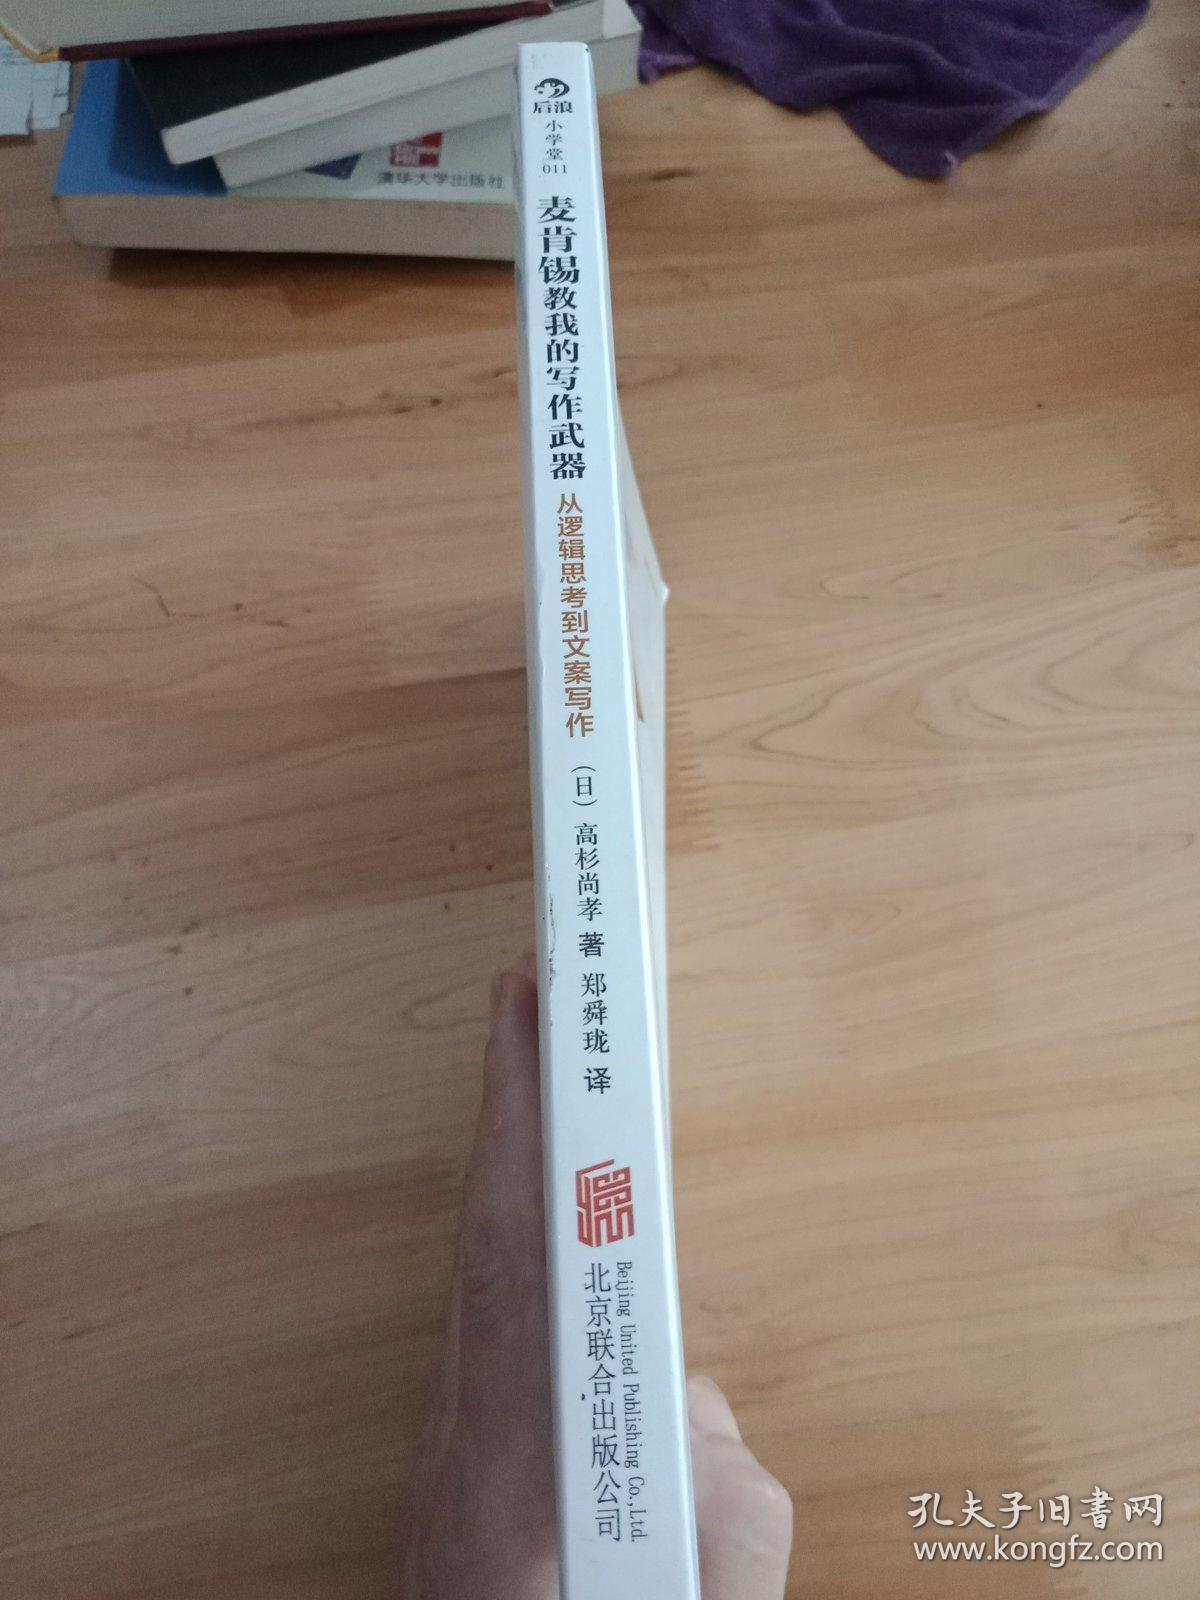 后浪
小学堂
011
麦肯锡教我的写作武器
从逻辑思考到文案写作
（日）高杉尚孝 著 郑舜珑 译
Beijing United Publishing Co.,Ltd.
北京联合出版公司
Hill
清华大学出版社
孔夫子旧书网
www.kongfz.com